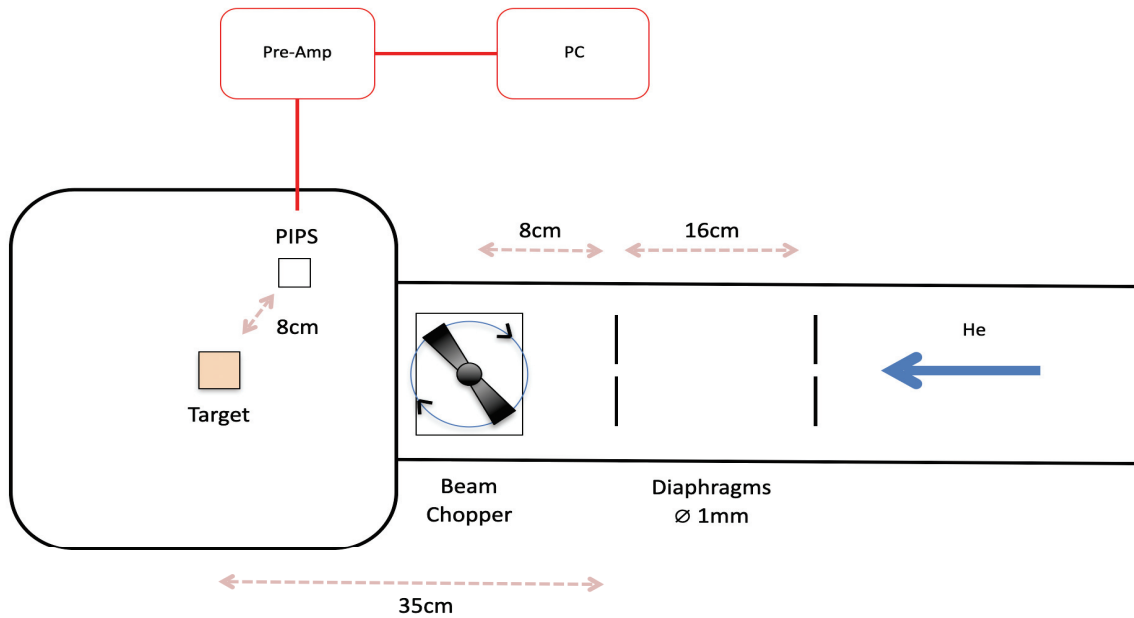 Pre-Amp
PC
PIPS
8cm
16cm
8cm
He
Target
Beam
Chopper
Diaphragms
∅ 1mm
35cm